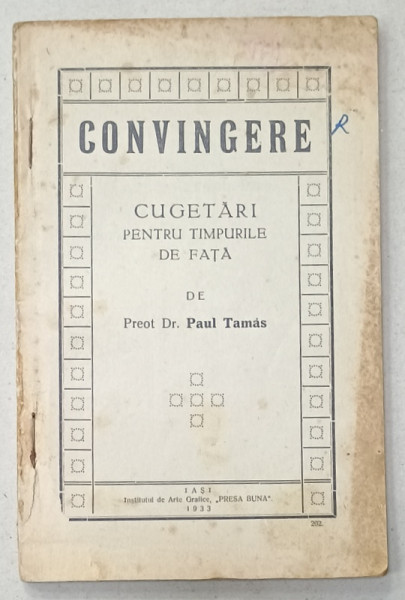 CONVINGERE
R
CUGETĂRI
PENTRU TIMPURILE
DE FAȚĂ
DE
Preot Dr. Paul Tamás
IAȘI
Institutul de Arte Grafice, „PRESA BUNA".
1933
202.